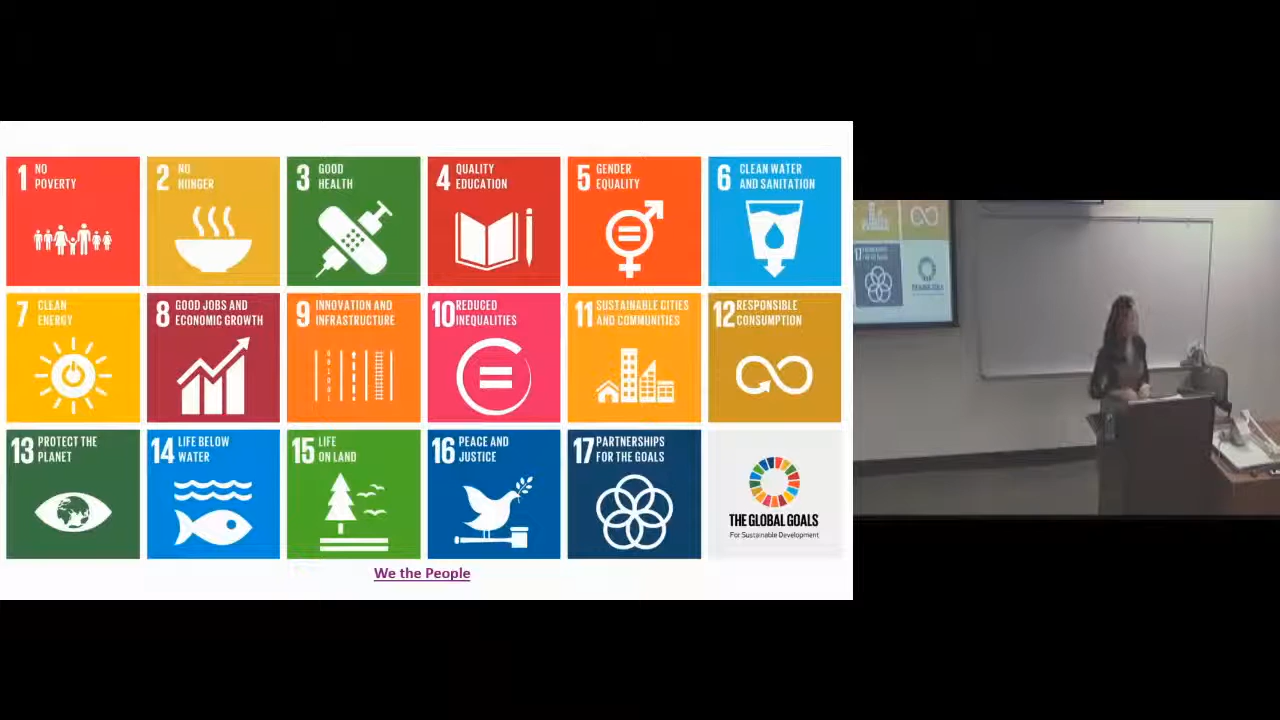 1 NO
POVERTY
2 NO
HUNGER
3 GOOD
HEALTH
4 QUALITY
EDUCATION
5 GENDER
EQUALITY
6 CLEAN WATER
AND SANITATION
7 CLEAN
ENERGY
8 GOOD JOBS AND
ECONOMIC GROWTH
9 INNOVATION AND
INFRASTRUCTURE
10 REDUCED
INEQUALITIES
11 SUSTAINABLE CITIES
AND COMMUNITIES
12 RESPONSIBLE
CONSUMPTION
13 PROTECT THE
PLANET
14 LIFE BELOW
WATER
15 LIFE
ON LAND
16 PEACE AND
JUSTICE
17 PARTNERSHIPS
FOR THE GOALS
THE GLOBAL GOALS
For Sustainable Development
We the People